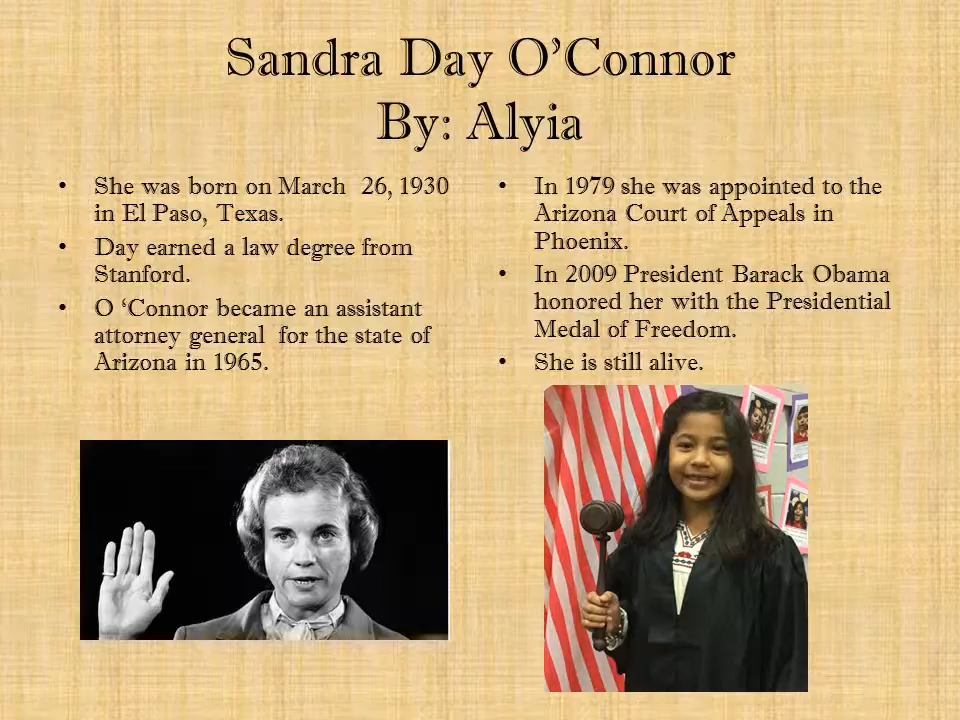 Sandra Day O’Connor
By: Alyia
• She was born on March  26, 1930
in El Paso, Texas.
• Day earned a law degree from
Stanford.
• O ‘Connor became an assistant
attorney general  for the state of
Arizona in 1965.
• In 1979 she was appointed to the
Arizona Court of Appeals in
Phoenix.
• In 2009 President Barack Obama
honored her with the Presidential
Medal of Freedom.
• She is still alive.